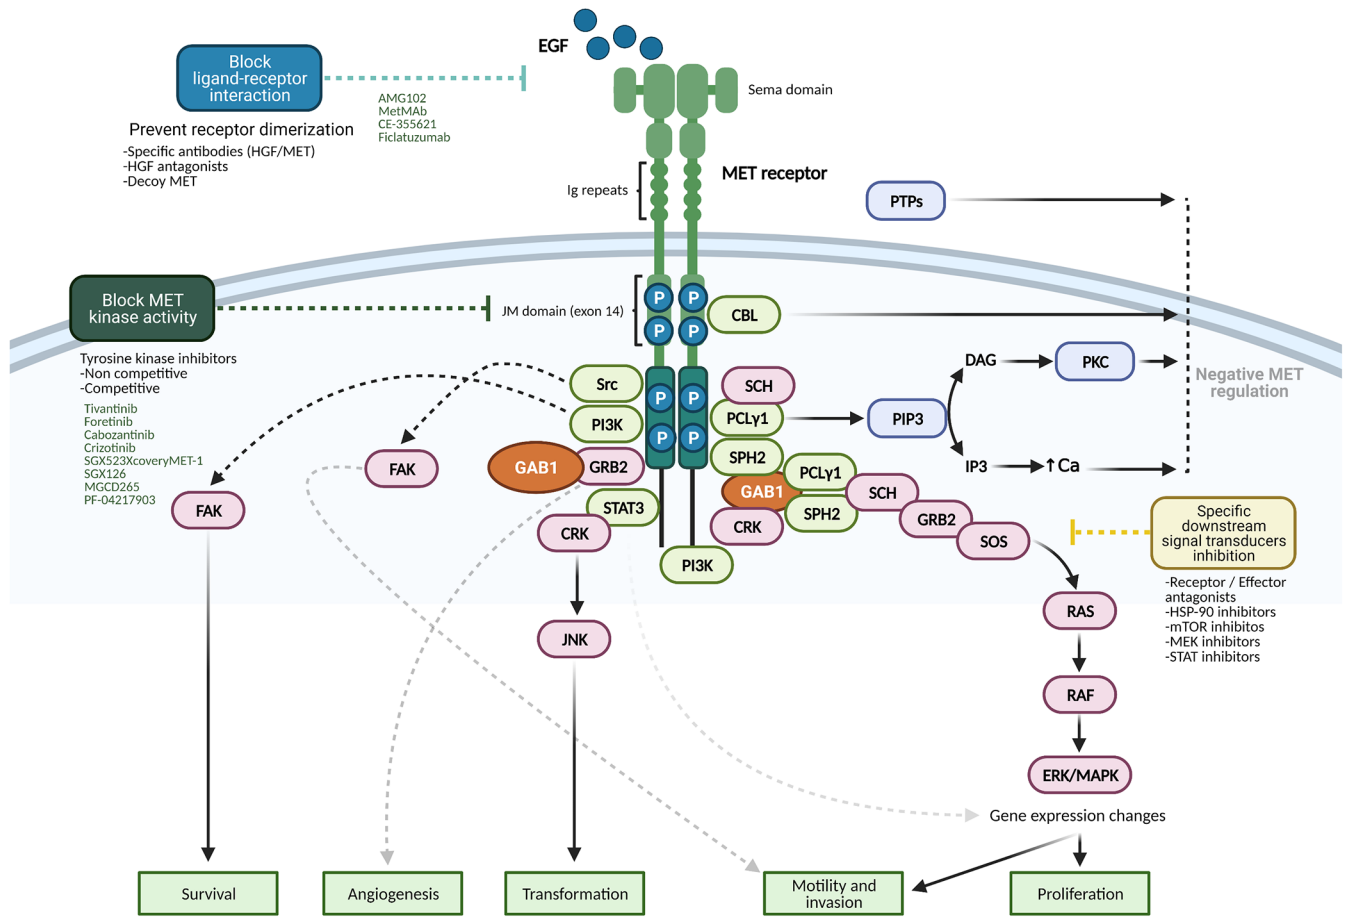 EGF
Block
ligand-receptor
interaction
AMG102
MetMAb
CE-355621
Ficlatuzumab
Prevent receptor dimerization
-Specific antibodies (HGF/MET)
-HGF antagonists
-Decoy MET
Sema domain
Ig repeats
MET receptor
PTPs
Block MET
kinase activity
JM domain (exon 14)
P
P
P
P
CBL
Tyrosine kinase inhibitors
-Non competitive
-Competitive
Tivantinib
Foretinib
Cabozantinib
Crizotinib
SGX523XcoveryMET-1
SGX126
MGCD265
PF-04217903
Src
PI3K
GAB1
GRB2
STAT3
CRK
FAK
FAK
P
P
P
P
SCH
PCLγ1
SPH2
GAB1
CRK
PCLγ1
SPH2
SCH
GRB2
SOS
PI3K
PIP3
DAG
PKC
IP3
↑Ca
Negative MET
regulation
Specific
downstream
signal transducers
inhibition
-Receptor / Effector
antagonists
-HSP-90 inhibitors
-mTOR inhibitos
-MEK inhibitors
-STAT inhibitors
JNK
RAS
RAF
ERK/MAPK
Gene expression changes
Survival
Angiogenesis
Transformation
Motility and
invasion
Proliferation